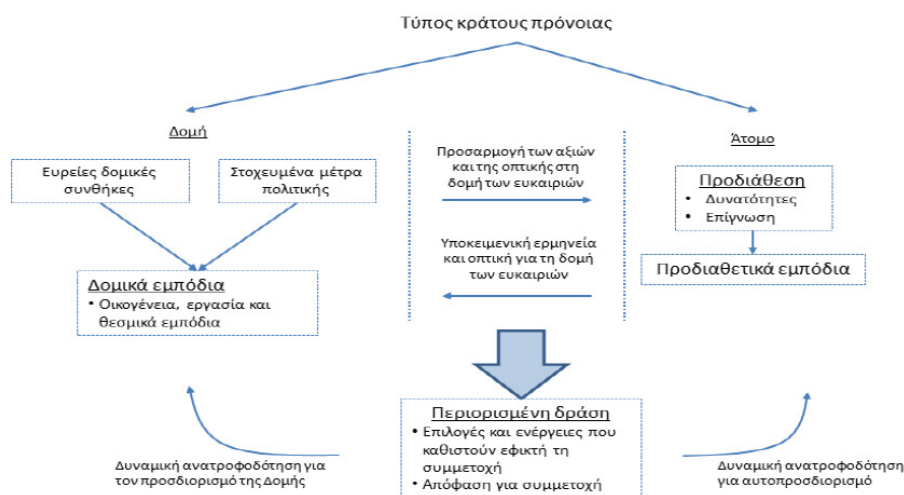 Τύπος κράτους πρόνοιας
Δομή
Ευρείες δομικές
συνθήκες
Στοχευμένα μέτρα
πολιτικής
Δομικά εμπόδια
• Οικογένεια, εργασία και
θεσμικά εμπόδια
Προσαρμογή των αξιών
και της οπτικής στη
δομή των ευκαιριών
Υποκειμενική ερμηνεία
και οπτική για τη δομή
των ευκαιριών
Άτομο
Προδιάθεση
• Δυνατότητες
• Επίγνωση
Προδιαθετικά εμπόδια
Περιορισμένη δράση
• Επιλογές και ενέργειες που
καθιστούν εφικτή τη
συμμετοχή
• Απόφαση για συμμετοχή
Δυναμική ανατροφοδότηση για
τον προσδιορισμό της Δομής
Δυναμική ανατροφοδότηση
για αυτοπροσδιορισμό